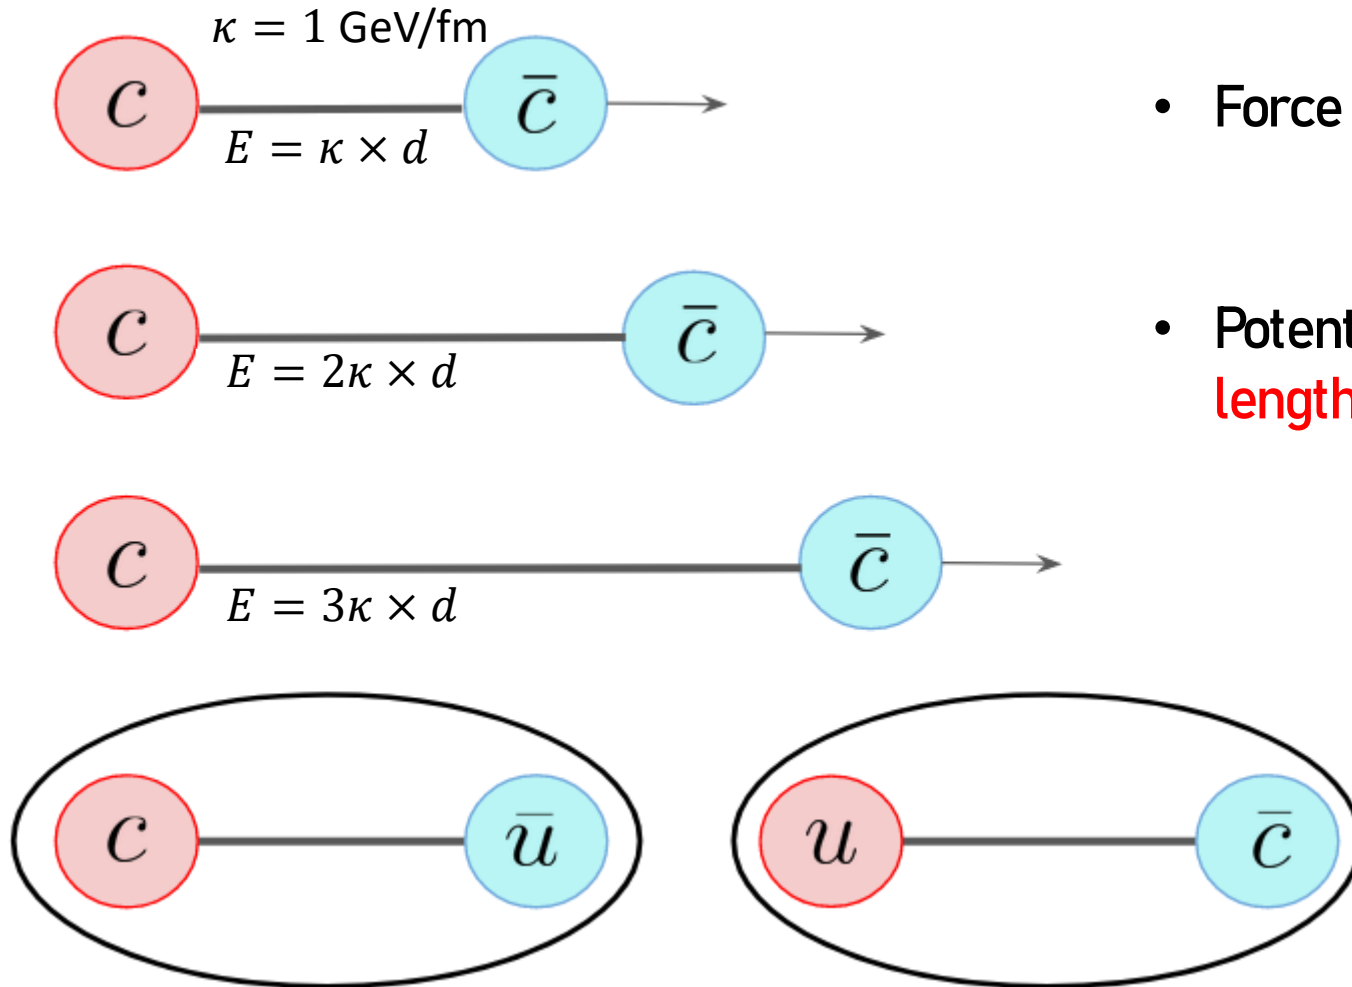 κ = 1 GeV/fm
c
c̄
E = κ × d
• Force
c
c̄
E = 2κ × d
• Potent
length
c
c̄
E = 3κ × d
c
ū
u
c̄